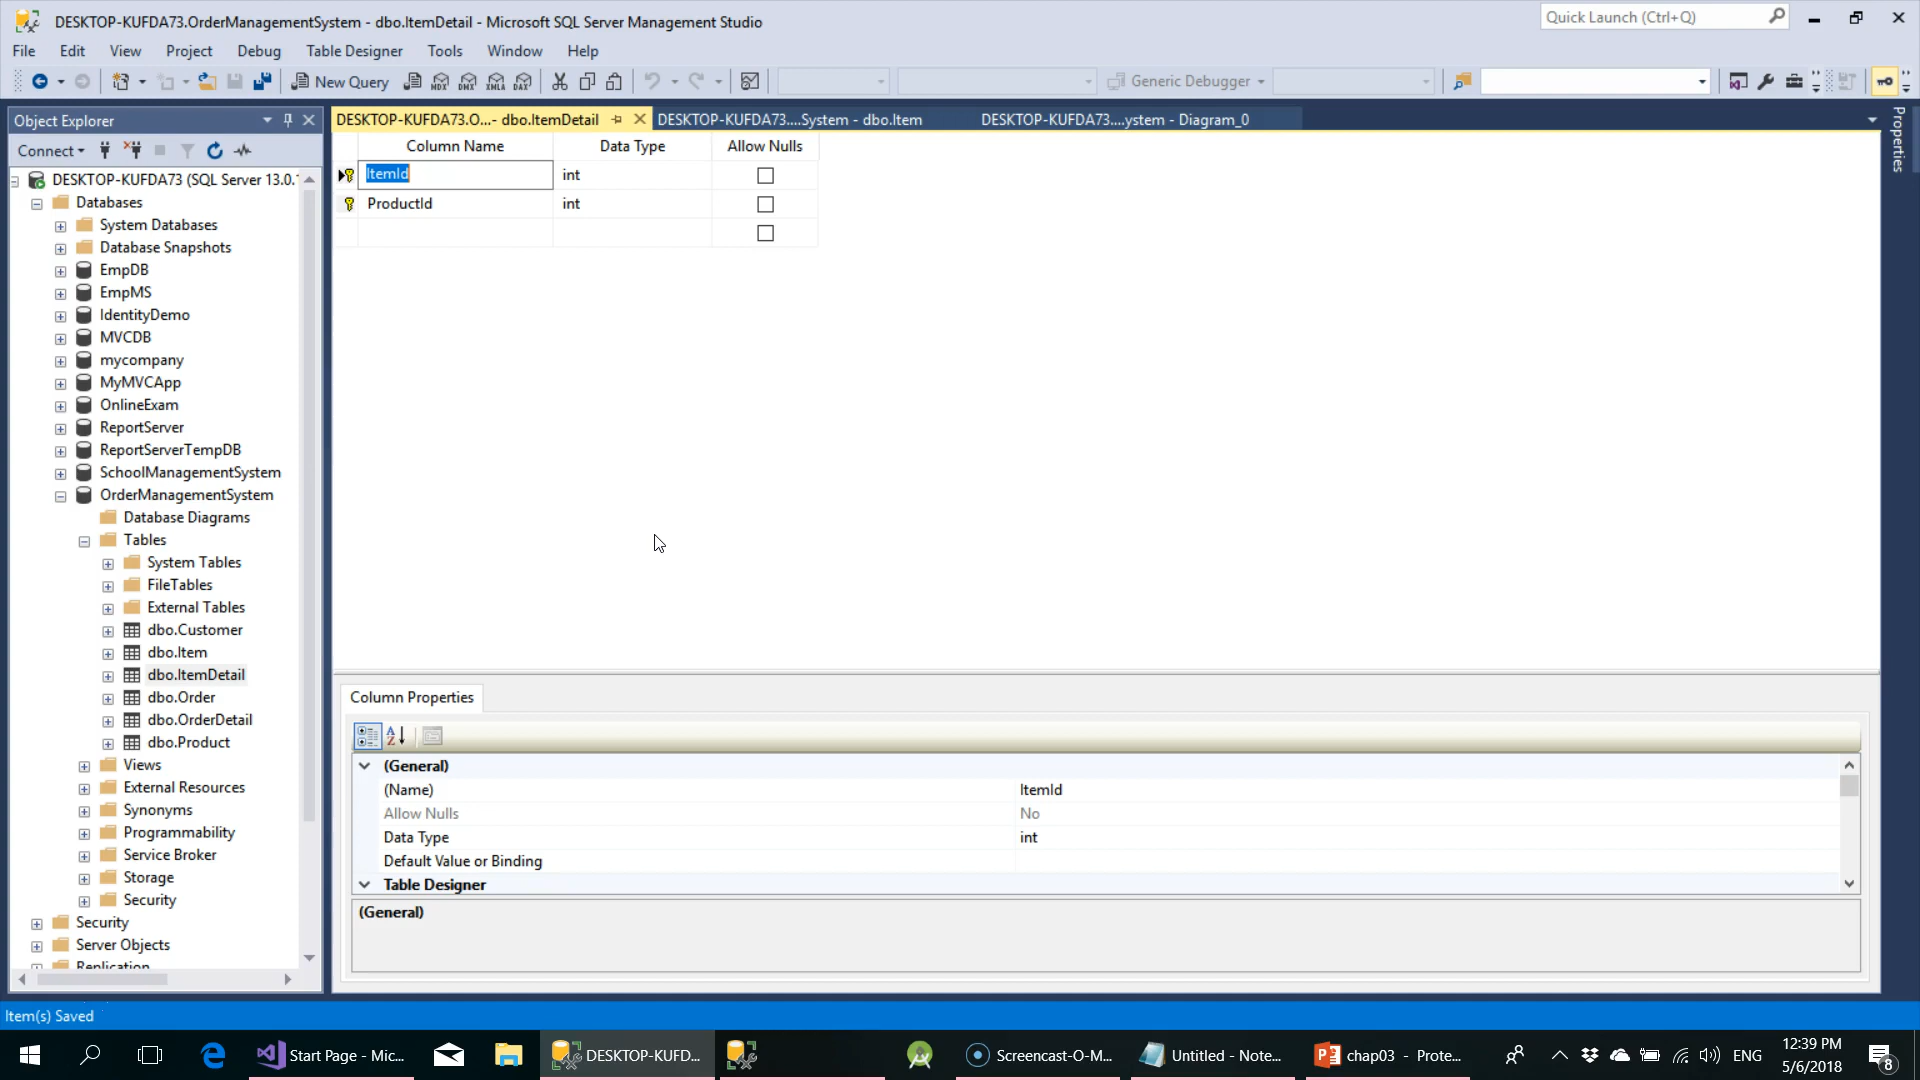 DESKTOP-KUFDA73.OrderManagementSystem - dbo.ItemDetail - Microsoft SQL Server Management Studio
Quick Launch (Ctrl+Q)
File Edit View Project Debug Table Designer Tools Window Help
New Query MDX DMX XMLA DAX Generic Debugger
Object Explorer
DESKTOP-KUFDA73.O...- dbo.ItemDetail
DESKTOP-KUFDA73....System - dbo.Item
DESKTOP-KUFDA73....ystem - Diagram_0
Properties
Connect
Column Name Data Type Allow Nulls
ItemId int
ProductId int
DESKTOP-KUFDA73 (SQL Server 13.0.
Databases
System Databases
Database Snapshots
EmpDB
EmpMS
IdentityDemo
MVCDB
mycompany
MyMVCApp
OnlineExam
ReportServer
ReportServerTempDB
SchoolManagementSystem
OrderManagementSystem
Database Diagrams
Tables
System Tables
FileTables
External Tables
dbo.Customer
dbo.Item
dbo.ItemDetail
dbo.Order
dbo.OrderDetail
dbo.Product
Views
External Resources
Synonyms
Programmability
Service Broker
Storage
Security
Security
Server Objects
Replication
Column Properties
(General)
(Name) ItemId
Allow Nulls No
Data Type int
Default Value or Binding
Table Designer
(General)
Item(s) Saved
Start Page - Mic...
DESKTOP-KUFD...
Screencast-O-M...
Untitled - Note...
chap03 - Prote...
ENG
12:39 PM
5/6/2018
8